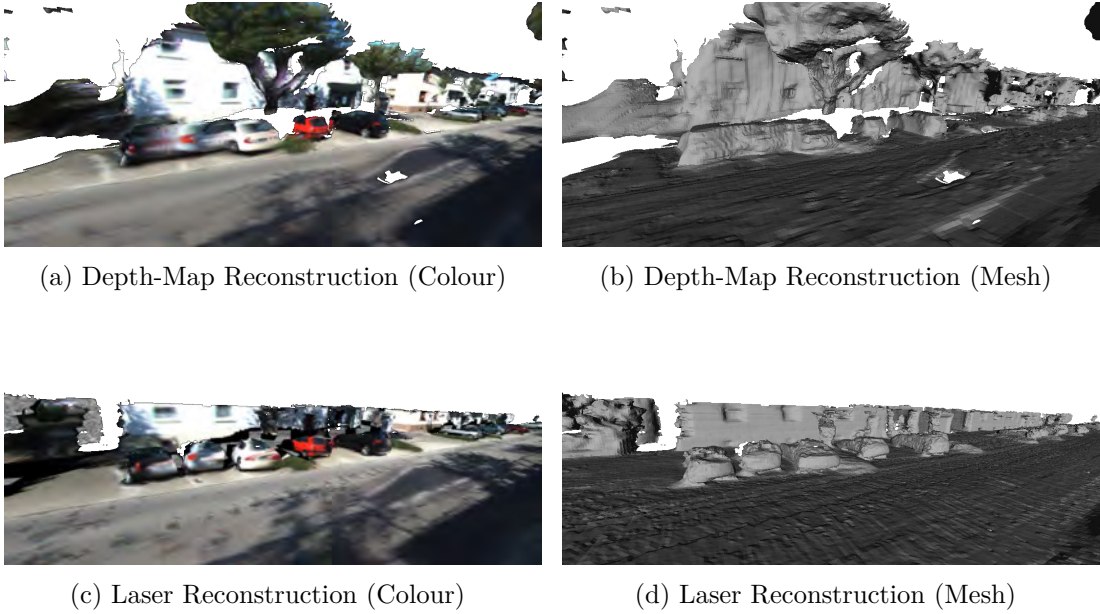 (a) Depth-Map Reconstruction (Colour)
(b) Depth-Map Reconstruction (Mesh)
(c) Laser Reconstruction (Colour)
(d) Laser Reconstruction (Mesh)